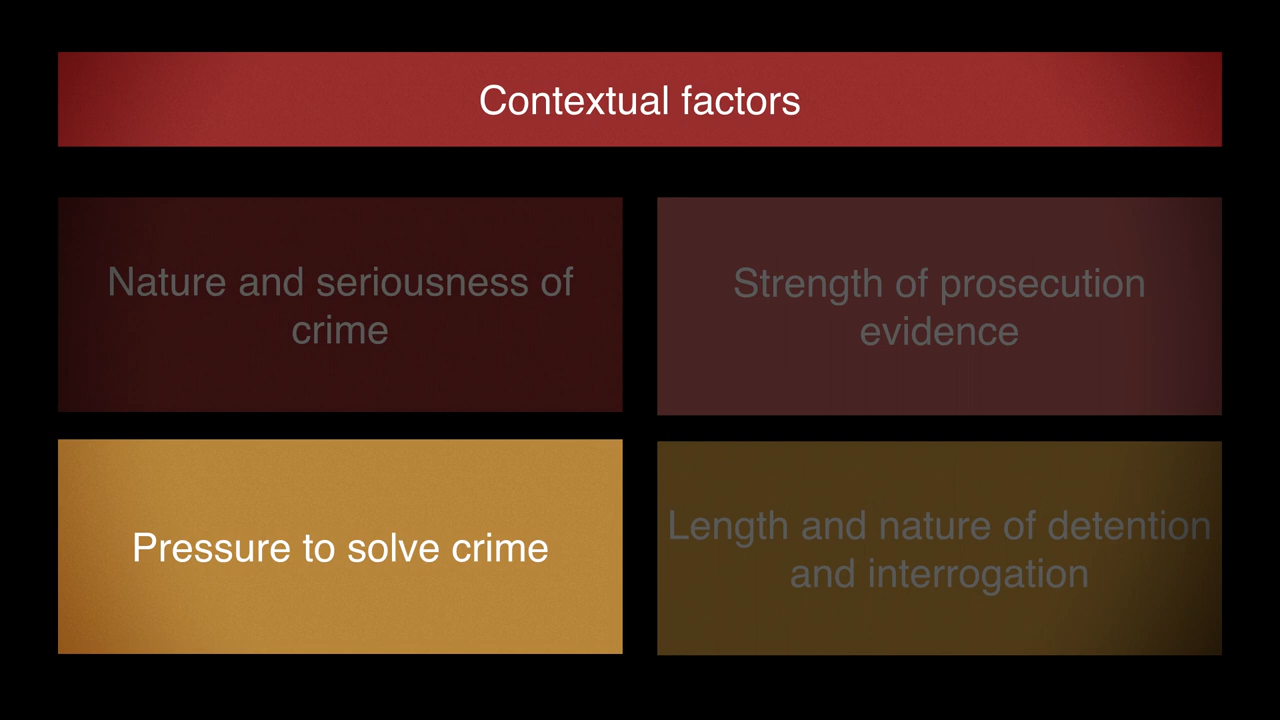 Contextual factors
Nature and seriousness of
crime
Strength of prosecution
evidence
Pressure to solve crime
Length and nature of detention
and interrogation